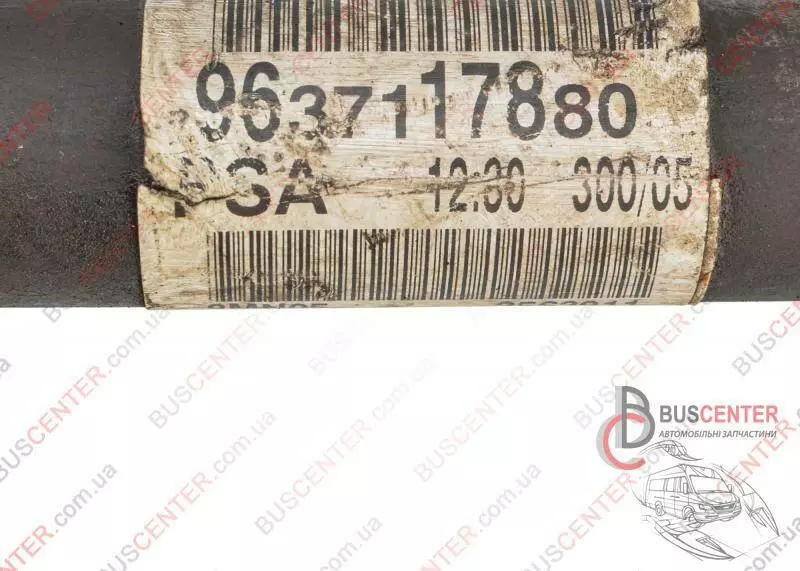 9637117880
PSA 12:30 300/05
BUSCENTER
АВТОМОБІЛЬНІ ЗАПЧАСТИНИ
BUSCENTER.com.ua